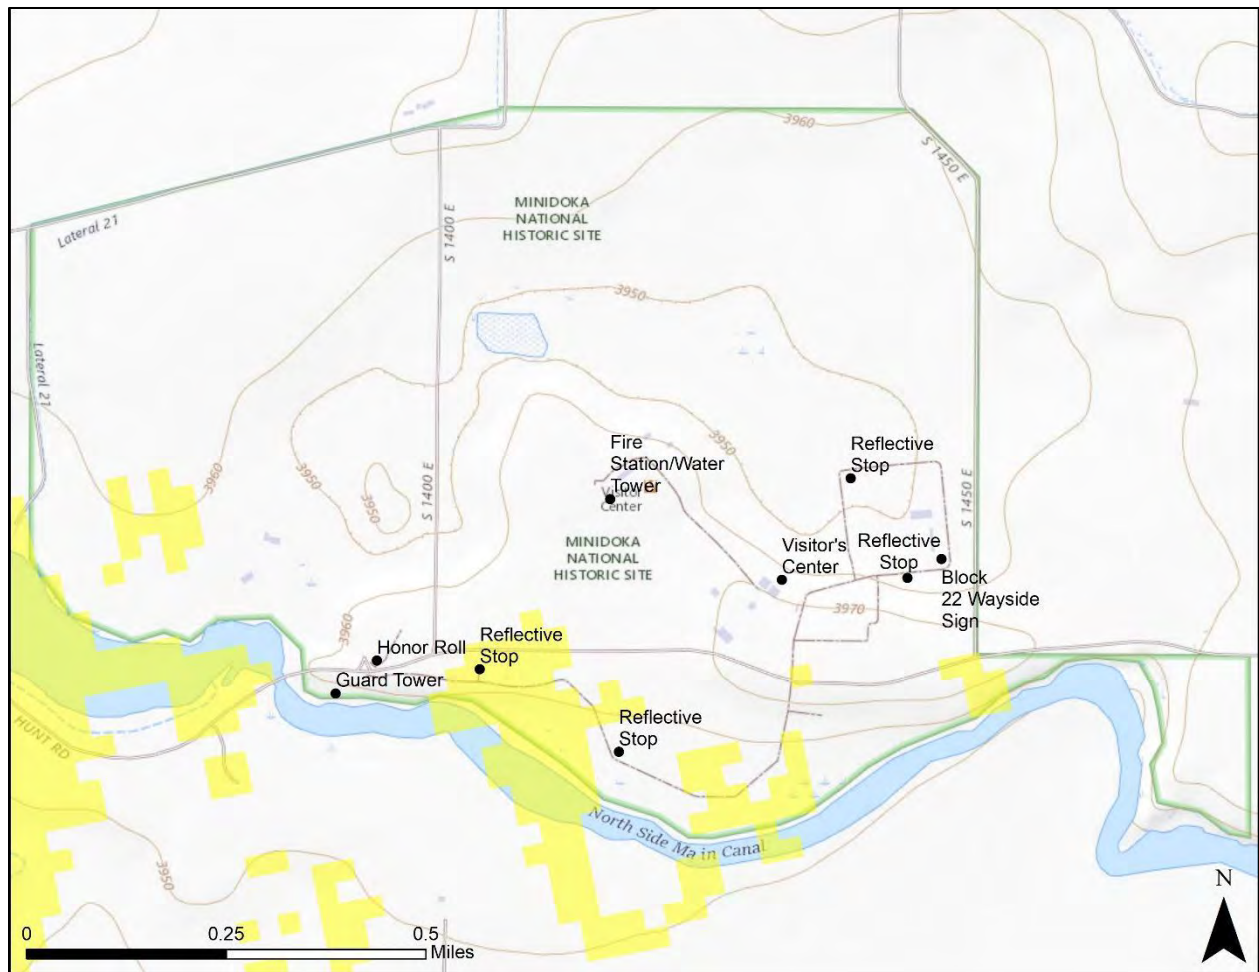 3960
S 1450 E
MINIDOKA
NATIONAL
HISTORIC SITE
Lateral 21
S 1400 E
3950
Lateral 21
Fire
Station/Water
Tower
Visitor
Center
3950
Reflective
Stop
3960
3950
3950
S 1400 E
S 1450 E
MINIDOKA
NATIONAL
HISTORIC SITE
Visitor's
Center
Reflective
Stop
Block
22 Wayside
Sign
3970
3960
Honor Roll
Reflective
Stop
Guard Tower
Reflective
Stop
HUNT RD
North Side Main Canal
3950
N
0
0.25
0.5
Miles